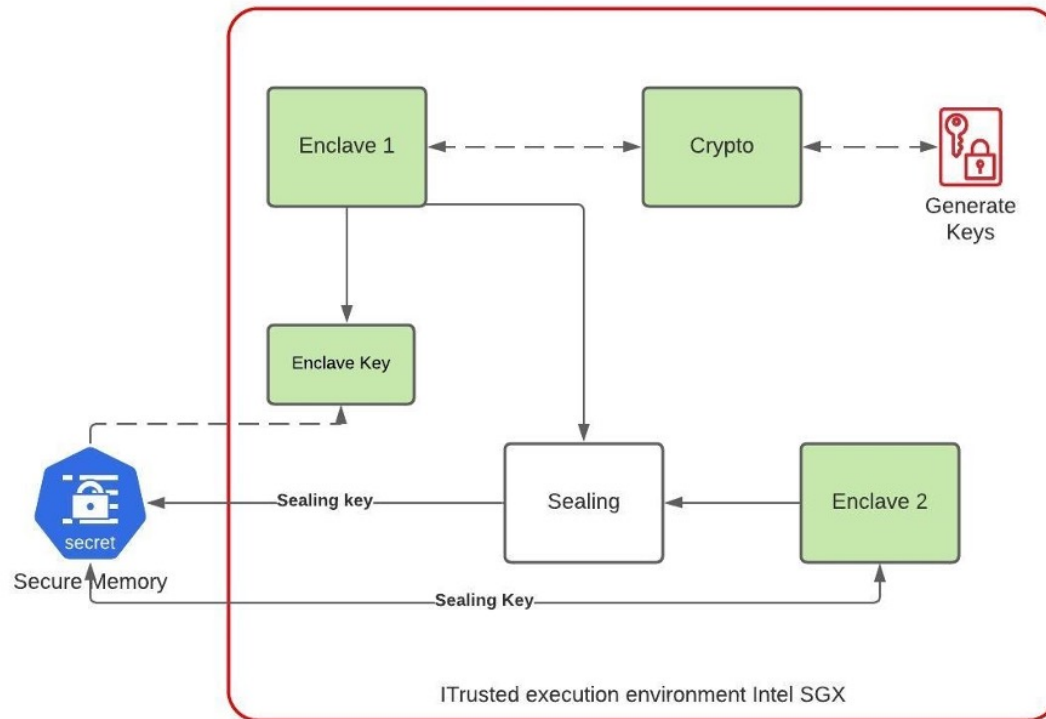 Enclave 1
Crypto
Generate
Keys
Enclave Key
Sealing key
Sealing
Enclave 2
secret
Secure Memory
Sealing Key
ITrusted execution environment Intel SGX